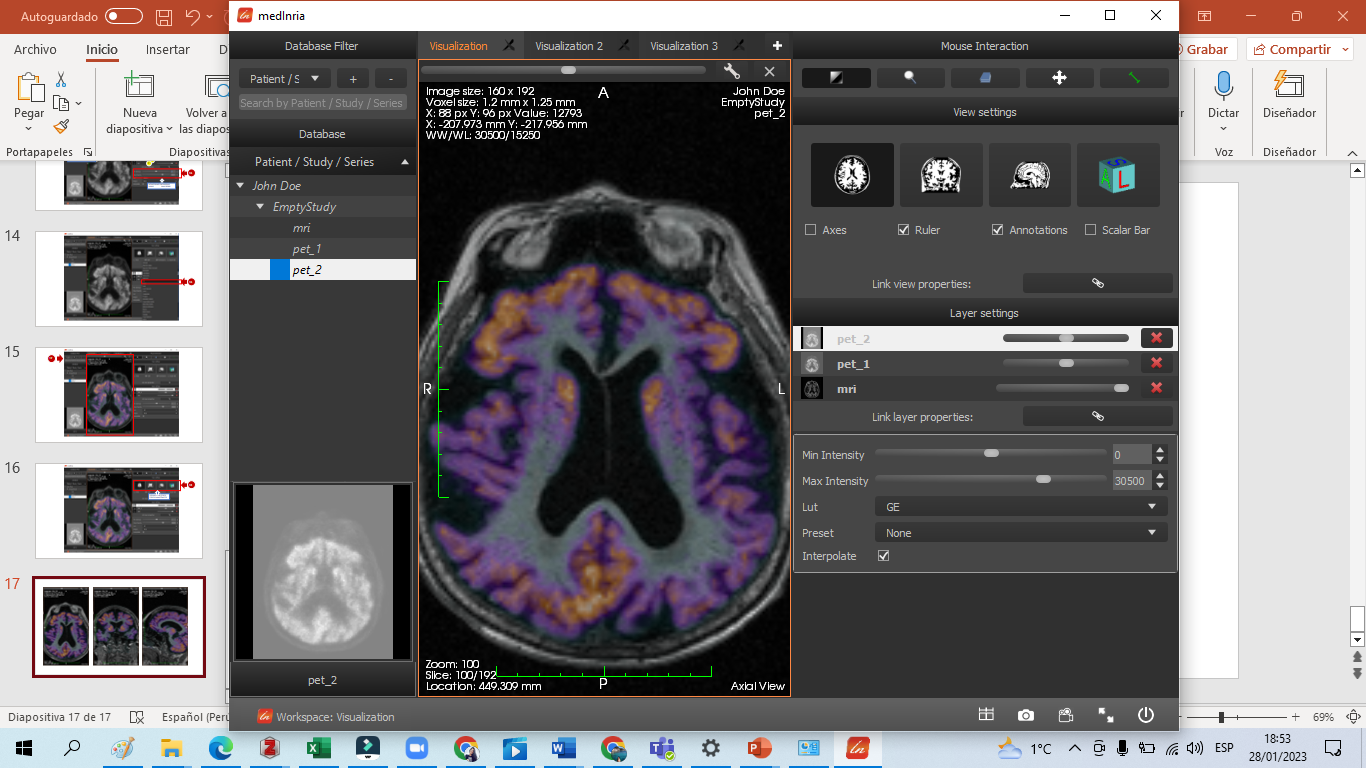 Autoguardado
Archivo
Inicio
Insertar
Pegar
Nueva
diapositiva
Volver a
las diapos
Portapapeles
Diapositivas
14
15
16
17
Diapositiva 17 de 17
Español (Perú
medInria
Database Filter
Patient / S
+
-
Search by Patient / Study / Series
Database
Patient / Study / Series
John Doe
EmptyStudy
mri
pet_1
pet_2
pet_2
Visualization
Visualization 2
Visualization 3
+
Image size: 160 x 192
Voxel size: 1.2 mm x 1.25 mm
X: 88 px Y: 96 px Value: 12793
X: -207.973 mm Y: -217.956 mm
WW/WL: 30500/15250
A
John Doe
EmptyStudy
pet_2
R
L
Zoom: 100
Slice: 100/192
Location: 449.309 mm
P
Axial View
Mouse Interaction
View settings
S
A
L
Axes
Ruler
Annotations
Scalar Bar
Link view properties:
Layer settings
pet_2
pet_1
mri
Link layer properties:
Min Intensity
0
Max Intensity
30500
Lut
GE
Preset
None
Interpolate
Workspace: Visualization
Grabar
Compartir
Dictar
Diseñador
Voz
Diseñador
69%
1°C
ESP
18:53
28/01/2023